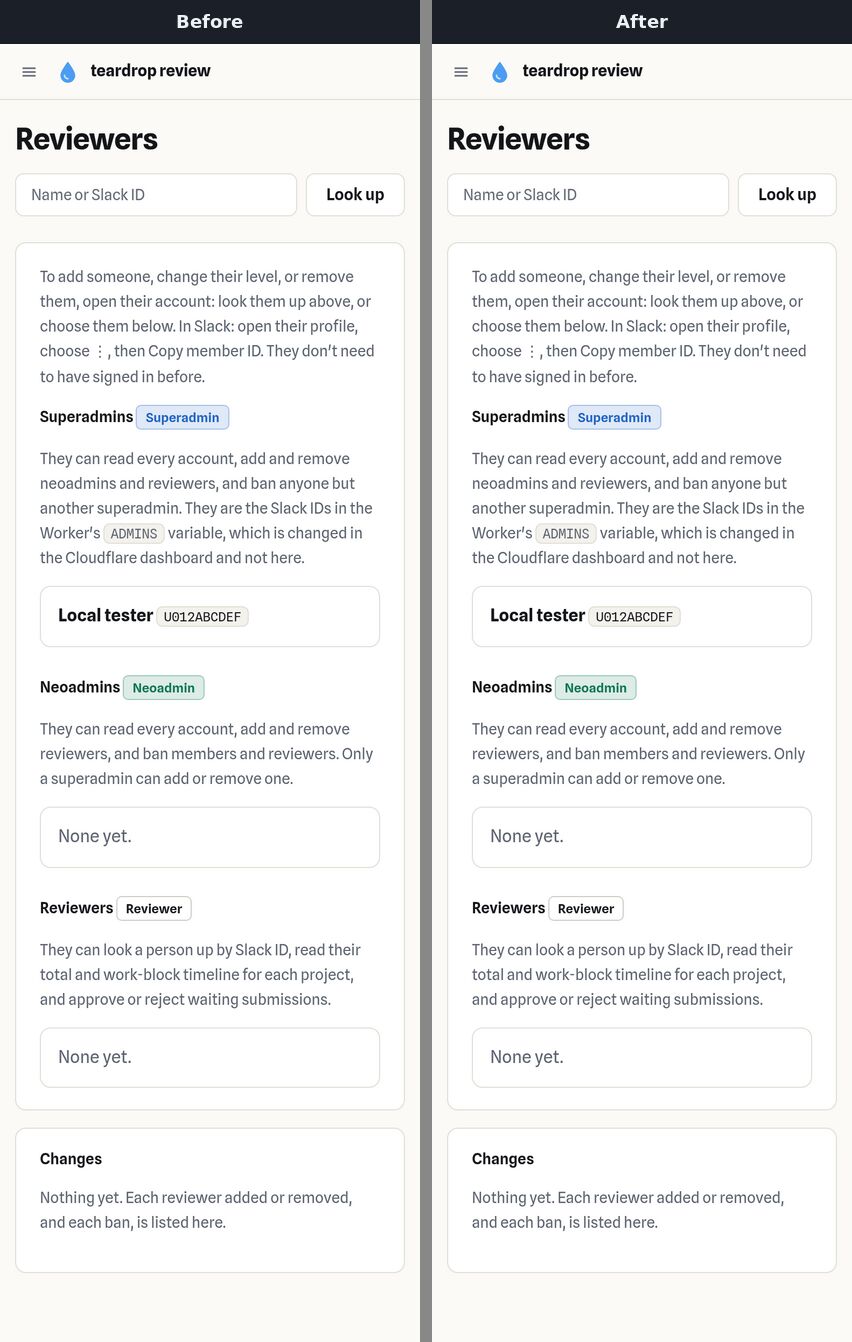 Before
teardrop review
Reviewers
Name or Slack ID
Look up
To add someone, change their level, or remove
them, open their account: look them up above, or
choose them below. In Slack: open their profile,
choose ⋮, then Copy member ID. They don't need
to have signed in before.
Superadmins Superadmin
They can read every account, add and remove
neoadmins and reviewers, and ban anyone but
another superadmin. They are the Slack IDs in the
Worker's ADMINS variable, which is changed in
the Cloudflare dashboard and not here.
Local tester U012ABCDEF
Neoadmins Neoadmin
They can read every account, add and remove
reviewers, and ban members and reviewers. Only
a superadmin can add or remove one.
None yet.
Reviewers Reviewer
They can look a person up by Slack ID, read their
total and work-block timeline for each project,
and approve or reject waiting submissions.
None yet.
Changes
Nothing yet. Each reviewer added or removed,
and each ban, is listed here.
After
teardrop review
Reviewers
Name or Slack ID
Look up
To add someone, change their level, or remove
them, open their account: look them up above, or
choose them below. In Slack: open their profile,
choose ⋮, then Copy member ID. They don't need
to have signed in before.
Superadmins Superadmin
They can read every account, add and remove
neoadmins and reviewers, and ban anyone but
another superadmin. They are the Slack IDs in the
Worker's ADMINS variable, which is changed in
the Cloudflare dashboard and not here.
Local tester U012ABCDEF
Neoadmins Neoadmin
They can read every account, add and remove
reviewers, and ban members and reviewers. Only
a superadmin can add or remove one.
None yet.
Reviewers Reviewer
They can look a person up by Slack ID, read their
total and work-block timeline for each project,
and approve or reject waiting submissions.
None yet.
Changes
Nothing yet. Each reviewer added or removed,
and each ban, is listed here.